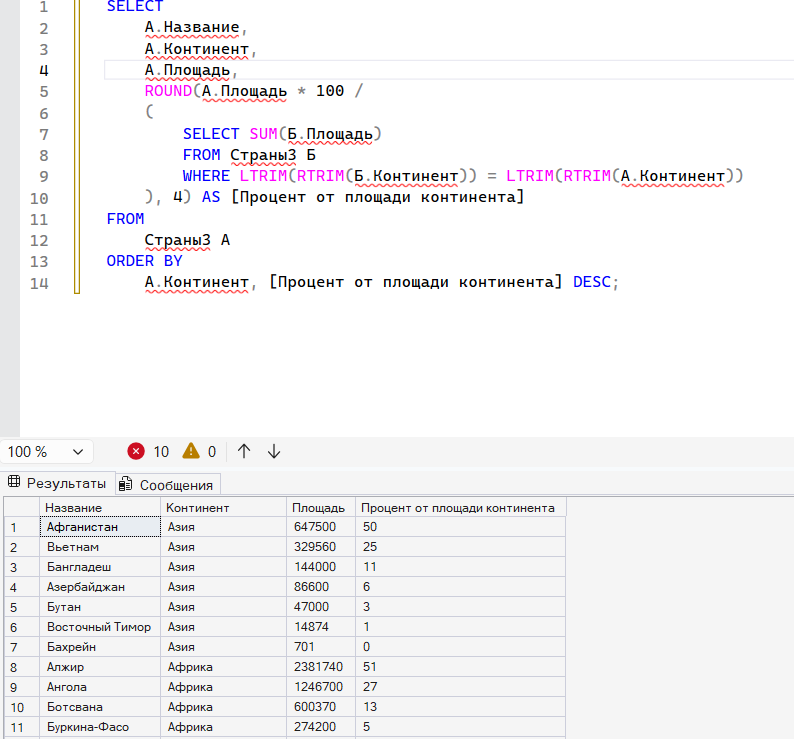 1 SELECT
2 А.Название,
3 А.Континент,
4 А.Площадь,
5 ROUND(А.Площадь * 100 /
6 (
7 SELECT SUM(Б.Площадь)
8 FROM Страны3 Б
9 WHERE LTRIM(RTRIM(Б.Континент)) = LTRIM(RTRIM(А.Континент))
10 ), 4) AS [Процент от площади континента]
11 FROM
12 Страны3 А
13 ORDER BY
14 А.Континент, [Процент от площади континента] DESC;
100 % 10 0
Результаты Сообщения
Название Континент Площадь Процент от площади континента
1 Афганистан Азия 647500 50
2 Вьетнам Азия 329560 25
3 Бангладеш Азия 144000 11
4 Азербайджан Азия 86600 6
5 Бутан Азия 47000 3
6 Восточный Тимор Азия 14874 1
7 Бахрейн Азия 701 0
8 Алжир Африка 2381740 51
9 Ангола Африка 1246700 27
10 Ботсвана Африка 600370 13
11 Буркина-Фасо Африка 274200 5